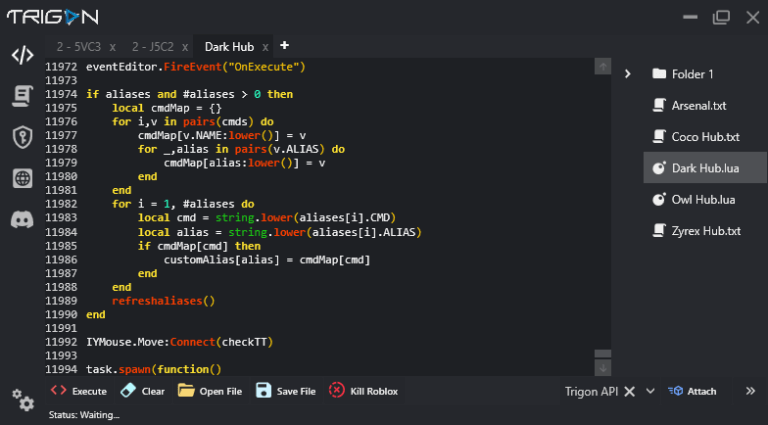 TRIGON
2 - 5VC3 x 2 - J5C2 x Dark Hub x +
11972 eventEditor.FireEvent("OnExecute")
11973
11974 if aliases and #aliases > 0 then
11975 local cmdMap = {}
11976 for i,v in pairs(cmds) do
11977 cmdMap[v.NAME:lower()] = v
11978 for _,alias in pairs(v.ALIAS) do
11979 cmdMap[alias:lower()] = v
11980 end
11981 end
11982 for i = 1, #aliases do
11983 local cmd = string.lower(aliases[i].CMD)
11984 local alias = string.lower(aliases[i].ALIAS)
11985 if cmdMap[cmd] then
11986 customAlias[alias] = cmdMap[cmd]
11987 end
11988 end
11989 refreshaliases()
11990 end
11991
11992 IYMouse.Move:Connect(checkTT)
11993
11994 task.spawn(function()
Folder 1
Arsenal.txt
Coco Hub.txt
Dark Hub.lua
Owl Hub.lua
Zyrex Hub.txt
Execute Clear Open File Save File Kill Roblox Trigon API Attach
Status: Waiting...